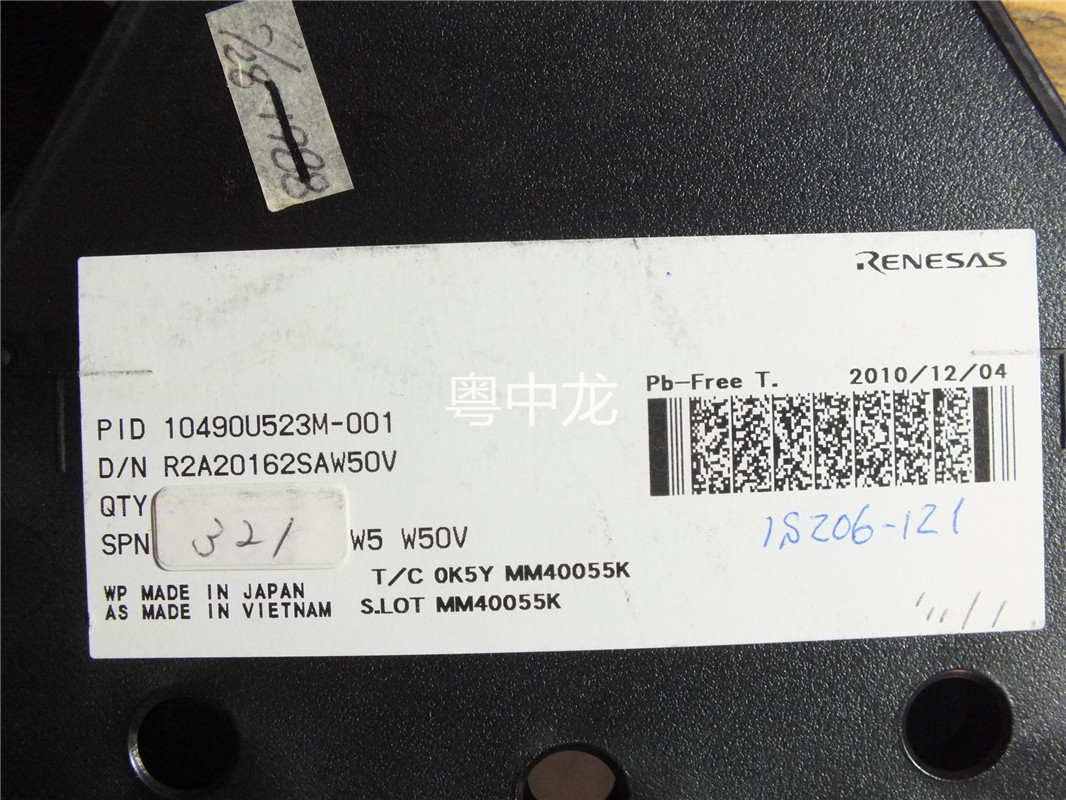 RENESAS
Pb-Free T. 2010/12/04
粤中龙
PID 10490U523M-001
D/N R2A20162SAW50V
QTY
321
SPN W5 W50V
1S206-121
T/C 0K5Y MM40055K
WP MADE IN JAPAN
AS MADE IN VIETNAM S.LOT MM40055K